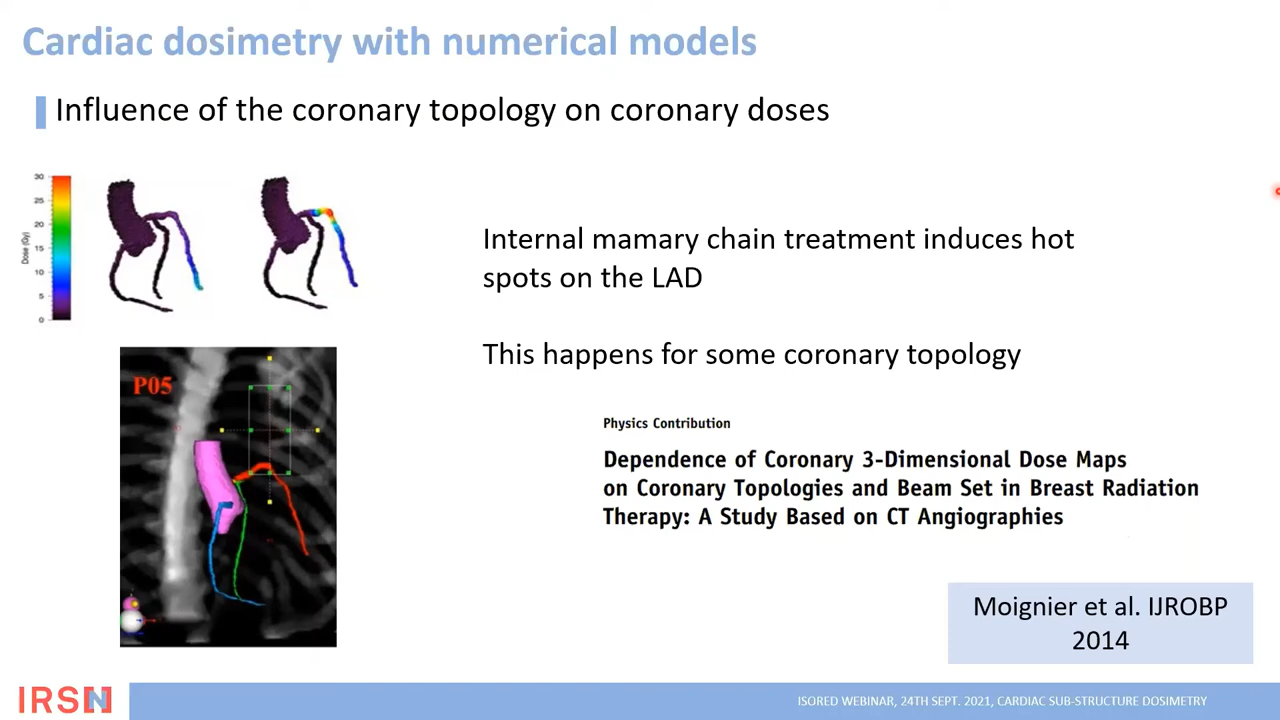 Cardiac dosimetry with numerical models
Influence of the coronary topology on coronary doses
30
25
20
15
10
5
0
Dose (Gy)
Internal mamary chain treatment induces hot
spots on the LAD
This happens for some coronary topology
P05
Physics Contribution
Dependence of Coronary 3-Dimensional Dose Maps
on Coronary Topologies and Beam Set in Breast Radiation
Therapy: A Study Based on CT Angiographies
Moignier et al. IJROBP
2014
IRSN
ISORED WEBINAR, 24TH SEPT. 2021, CARDIAC SUB-STRUCTURE DOSIMETRY